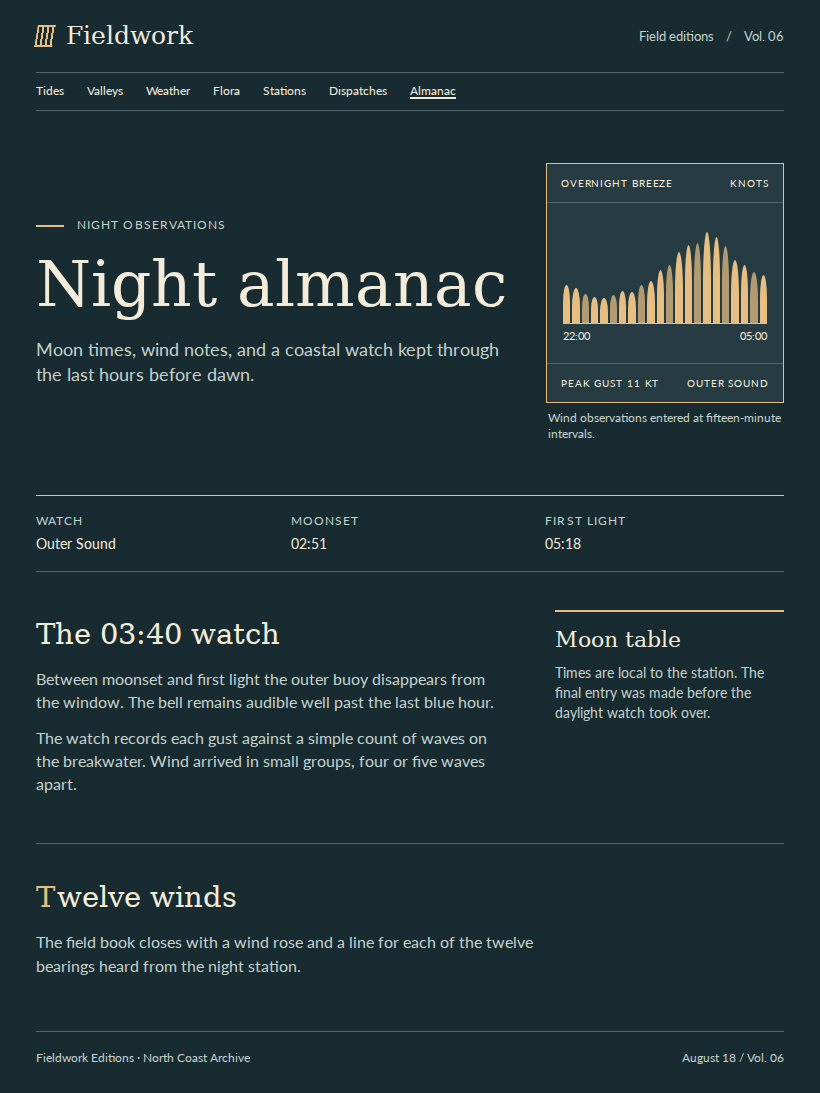 Fieldwork
Field editions / Vol. 06
Tides Valleys Weather Flora Stations Dispatches Almanac
NIGHT OBSERVATIONS
Night almanac
Moon times, wind notes, and a coastal watch kept through
the last hours before dawn.
OVERNIGHT BREEZE KNOTS
22:00 05:00
PEAK GUST 11 KT OUTER SOUND
Wind observations entered at fifteen-minute
intervals.
WATCH
Outer Sound
MOONSET
02:51
FIRST LIGHT
05:18
The 03:40 watch
Between moonset and first light the outer buoy disappears from
the window. The bell remains audible well past the last blue hour.
The watch records each gust against a simple count of waves on
the breakwater. Wind arrived in small groups, four or five waves
apart.
Moon table
Times are local to the station. The
final entry was made before the
daylight watch took over.
Twelve winds
The field book closes with a wind rose and a line for each of the twelve
bearings heard from the night station.
Fieldwork Editions · North Coast Archive
August 18 / Vol. 06